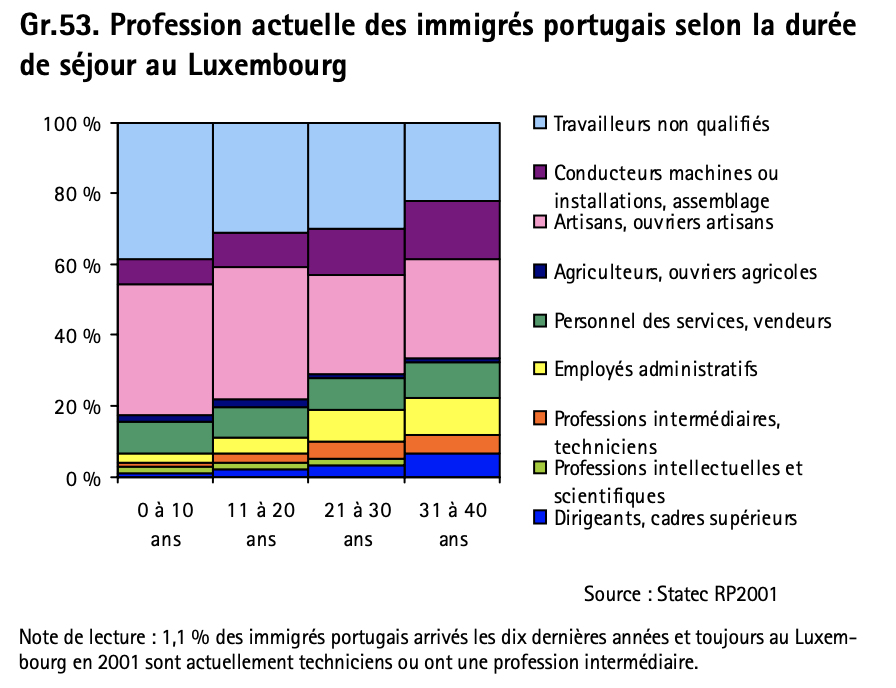 Gr.53. Profession actuelle des immigrés portugais selon la durée
de séjour au Luxembourg
100 %
80 %
60 %
40 %
20 %
0 %
0 à 10
ans
11 à 20
ans
21 à 30
ans
31 à 40
ans
Travailleurs non qualifiés
Conducteurs machines ou
installations, assemblage
Artisans, ouvriers artisans
Agriculteurs, ouvriers agricoles
Personnel des services, vendeurs
Employés administratifs
Professions intermédiaires,
techniciens
Professions intellectuelles et
scientifiques
Dirigeants, cadres supérieurs
Source : Statec RP2001
Note de lecture : 1,1 % des immigrés portugais arrivés les dix dernières années et toujours au Luxem-
bourg en 2001 sont actuellement techniciens ou ont une profession intermédiaire.